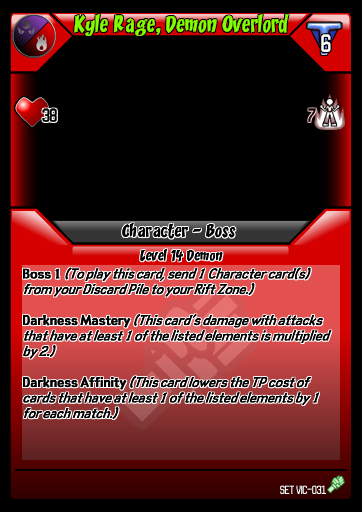 Kyle Rage, Demon Overlord
6
38
7
Character - Boss
Level 14 Demon
Boss 1 (To play this card, send 1 Character card(s)
from your Discard Pile to your Rift Zone.)
Darkness Mastery (This card's damage with attacks
that have at least 1 of the listed elements is multiplied
by 2.)
Darkness Affinity (This card lowers the TP cost of
cards that have at least 1 of the listed elements by 1
for each match.)
SET VIC-031